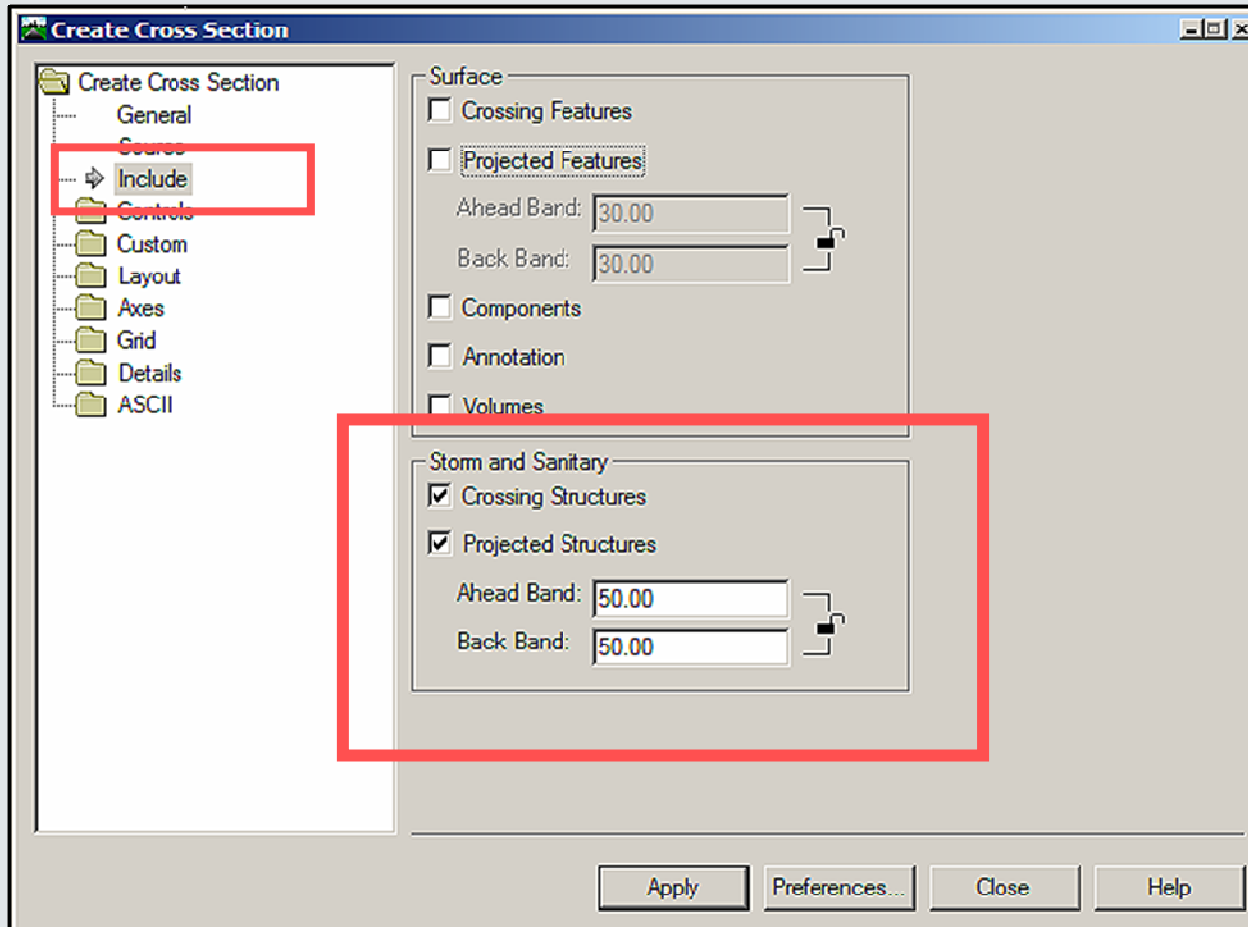 Create Cross Section
Create Cross Section
General
Source
Include
Controls
Custom
Layout
Axes
Grid
Details
ASCII
Surface
Crossing Features
Projected Features
Ahead Band: 30.00
Back Band: 30.00
Components
Annotation
Volumes
Storm and Sanitary
Crossing Structures
Projected Structures
Ahead Band: 50.00
Back Band: 50.00
Apply Preferences... Close Help